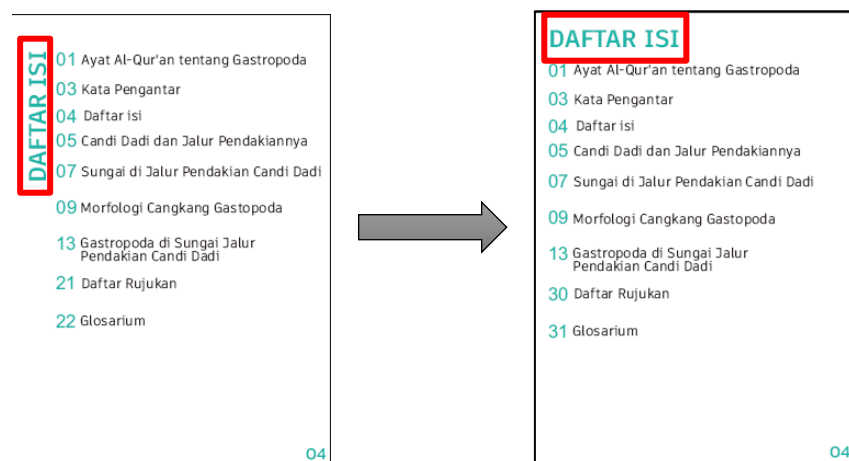 DAFTAR ISI
01 Ayat Al-Qur'an tentang Gastropoda
03 Kata Pengantar
04 Daftar isi
05 Candi Dadi dan Jalur Pendakiannya
07 Sungai di Jalur Pendakian Candi Dadi
09 Morfologi Cangkang Gastopoda
13 Gastropoda di Sungai Jalur
Pendakian Candi Dadi
21 Daftar Rujukan
22 Glosarium
04
DAFTAR ISI
01 Ayat Al-Qur'an tentang Gastropoda
03 Kata Pengantar
04 Daftar isi
05 Candi Dadi dan Jalur Pendakiannya
07 Sungai di Jalur Pendakian Candi Dadi
09 Morfologi Cangkang Gastopoda
13 Gastropoda di Sungai Jalur
Pendakian Candi Dadi
30 Daftar Rujukan
31 Glosarium
04